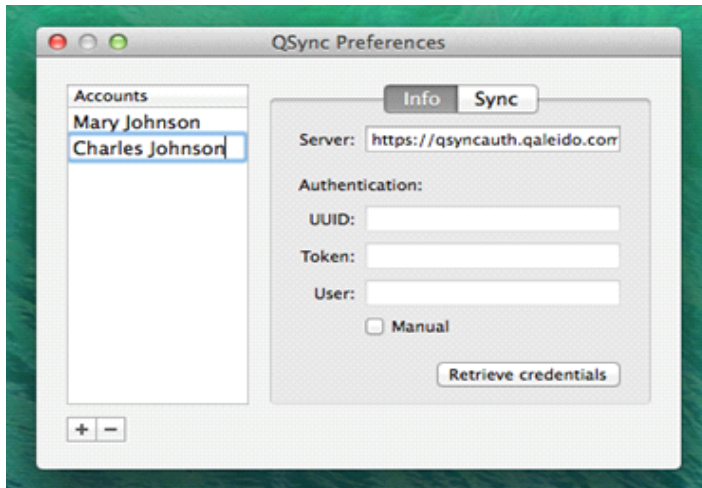 QSync Preferences
Accounts
Mary Johnson
Charles Johnson
Info Sync
Server: https://qsyncauth.qaleido.com
Authentication:
UUID:
Token:
User:
Manual
Retrieve credentials
+ −